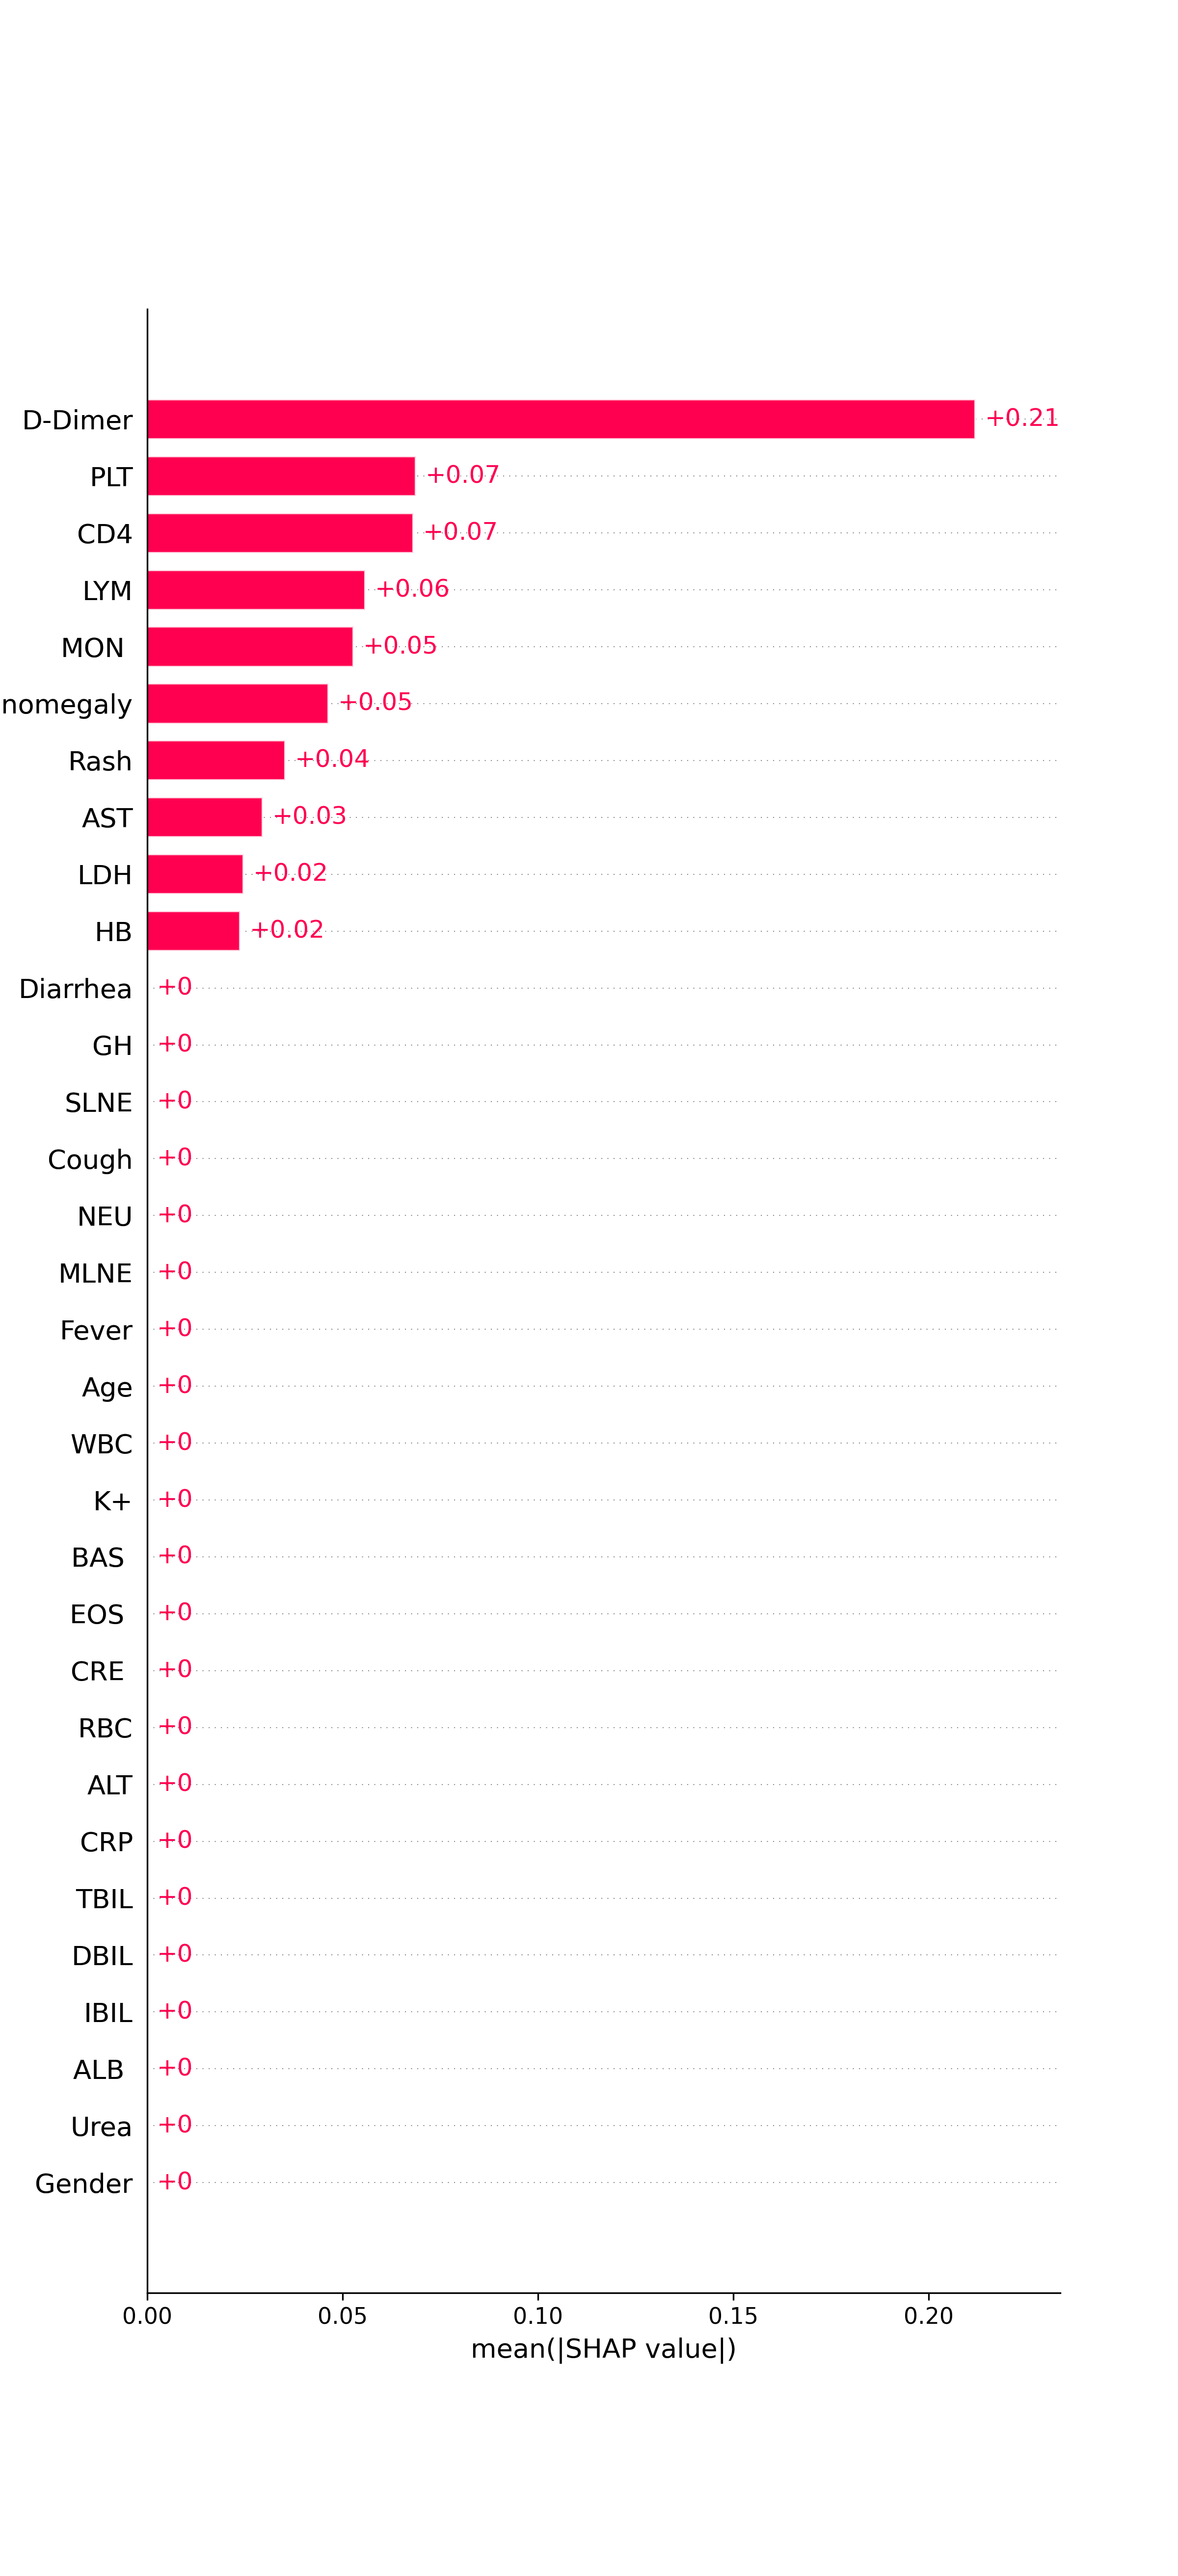 D-Dimer +0.21
PLT +0.07
CD4 +0.07
LYM +0.06
MON +0.05
nomegaly +0.05
Rash +0.04
AST +0.03
LDH +0.02
HB +0.02
Diarrhea +0
GH +0
SLNE +0
Cough +0
NEU +0
MLNE +0
Fever +0
Age +0
WBC +0
K+ +0
BAS +0
EOS +0
CRE +0
RBC +0
ALT +0
CRP +0
TBIL +0
DBIL +0
IBIL +0
ALB +0
Urea +0
Gender +0
0.00 0.05 0.10 0.15 0.20
mean(|SHAP value|)